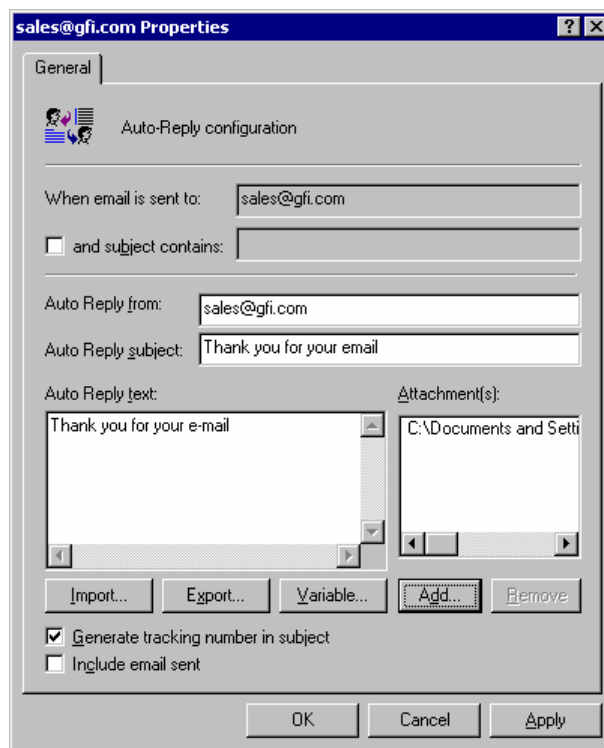 sales@gfi.com Properties
General
Auto-Reply configuration
When email is sent to: sales@gfi.com
and subject contains:
Auto Reply from: sales@gfi.com
Auto Reply subject: Thank you for your email
Auto Reply text: Attachment(s):
Thank you for your e-mail C:\Documents and Setti
Import... Export... Variable... Add... Remove
Generate tracking number in subject
Include email sent
OK Cancel Apply